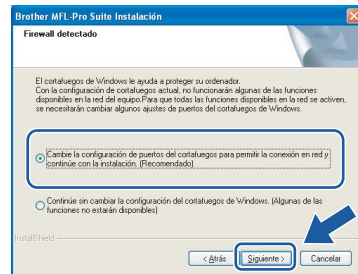 Brother MFL-Pro Suite Instalación
Firewall detectado
El cortafuegos de Windows le ayuda a proteger su ordenador.
Con la configuración de cortafuegos actual, no funcionarán algunas de las funciones
disponibles en la red del equipo.Para que todas las funciones disponibles en la red se activen,
se necesitarán cambiar algunos ajustes de puertos del cortafuegos de Windows.
Cambie la configuración de puertos del cortafuegos para permitir la conexión en red y
continúe con la instalación. (Recomendado)
Continúe sin cambiar la configuración del cortafuegos de Windows. (Algunas de las
funciones no estarán disponibles)
InstallShield
< Atrás
Siguiente >
Cancelar